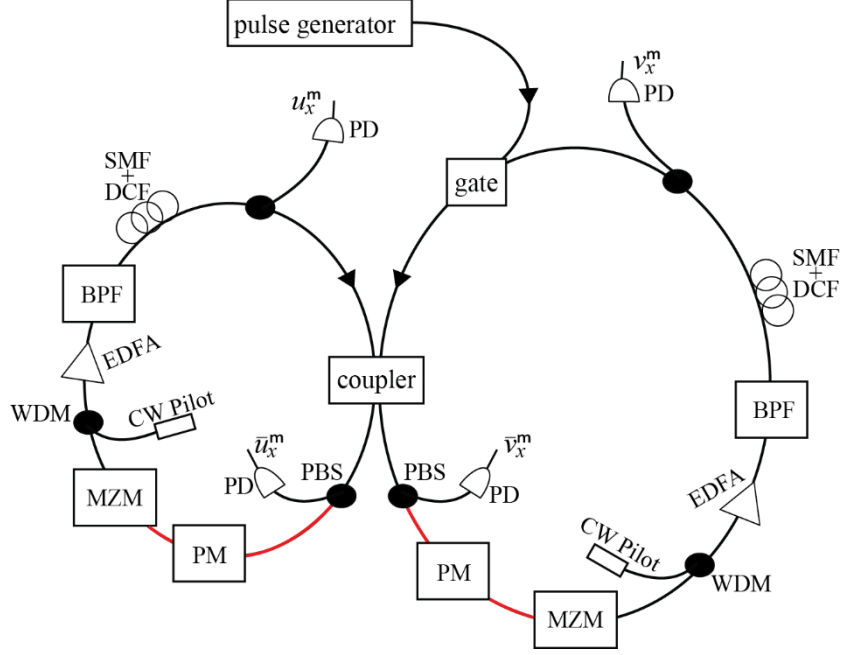 pulse generator
u_x^m
PD
v_x^m
PD
SMF
+
DCF
gate
SMF
+
DCF
BPF
EDFA
coupler
WDM
CW Pilot
BPF
ū_x^m
PD
PBS
PBS
v̄_x^m
PD
MZM
EDFA
PM
CW Pilot
PM
WDM
MZM